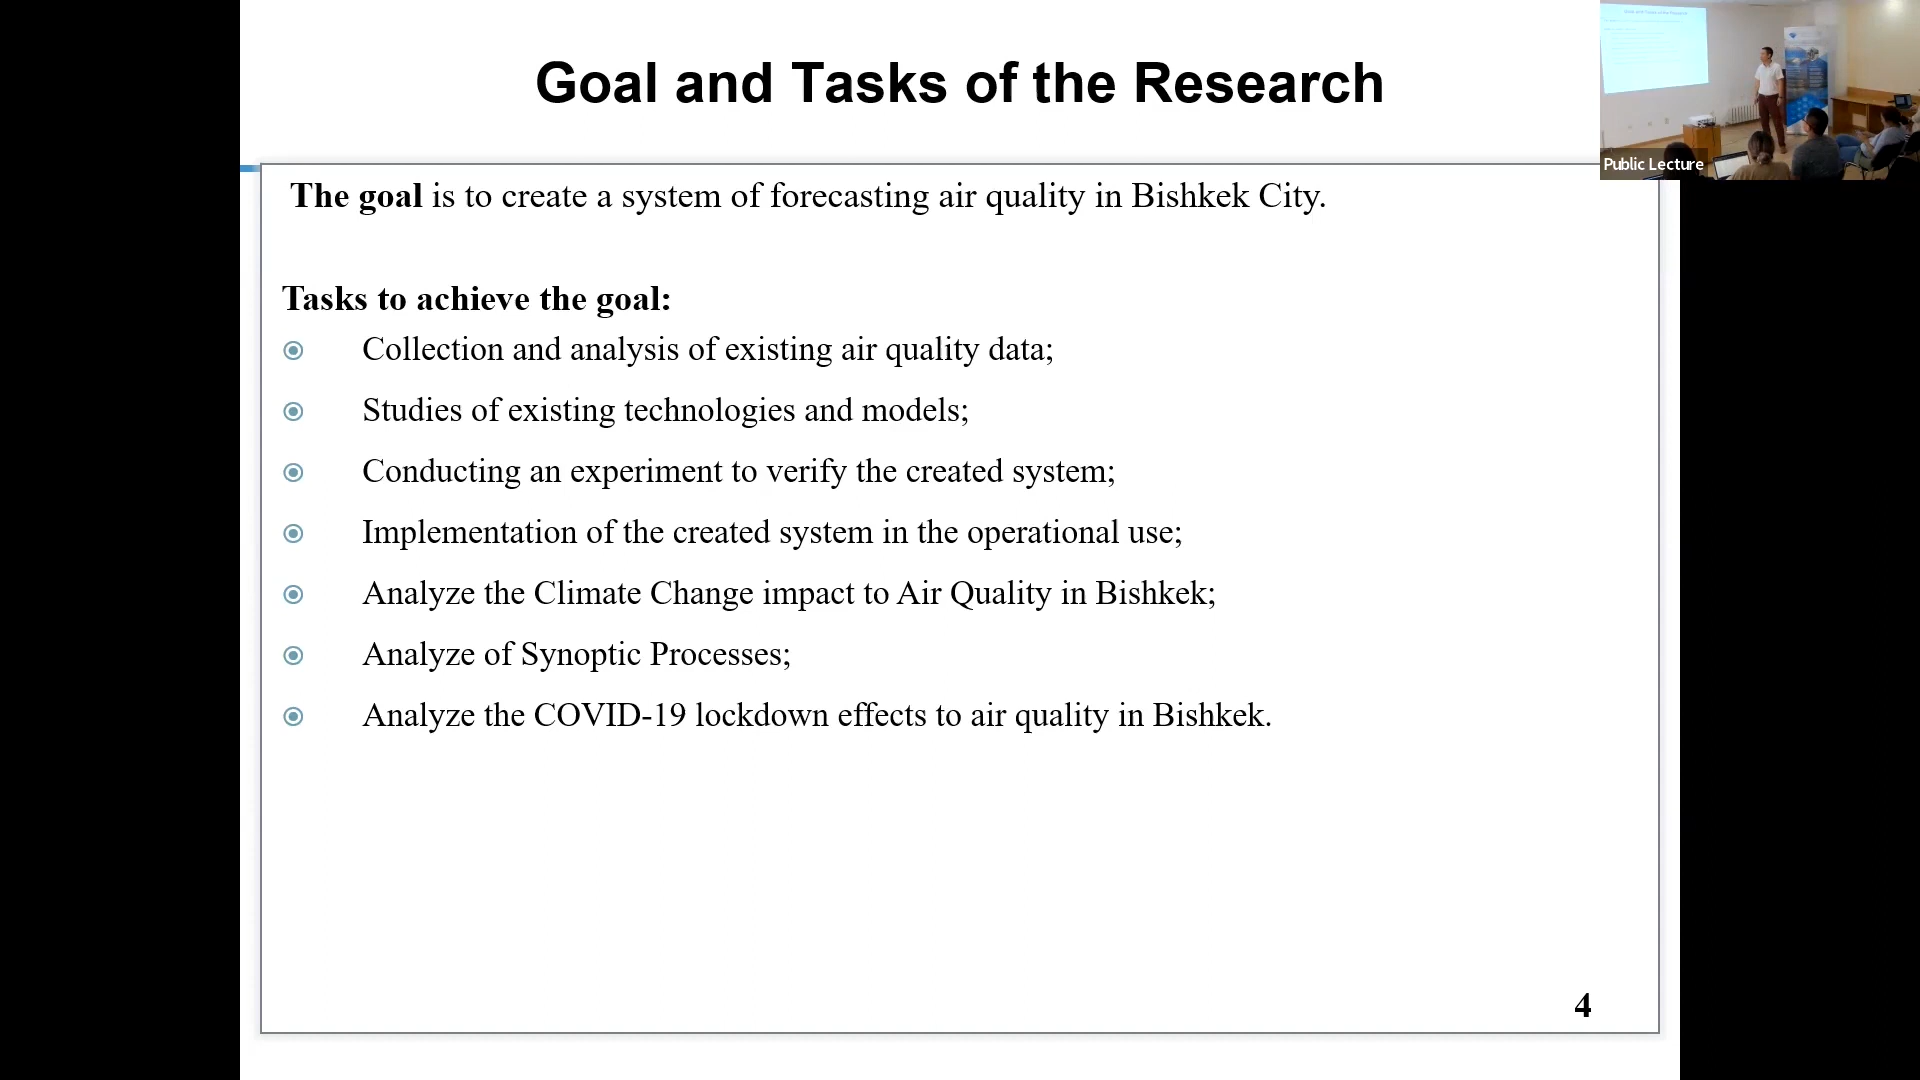 Goal and Tasks of the Research
Public Lecture
The goal is to create a system of forecasting air quality in Bishkek City.
Tasks to achieve the goal:
Collection and analysis of existing air quality data;
Studies of existing technologies and models;
Conducting an experiment to verify the created system;
Implementation of the created system in the operational use;
Analyze the Climate Change impact to Air Quality in Bishkek;
Analyze of Synoptic Processes;
Analyze the COVID-19 lockdown effects to air quality in Bishkek.
4